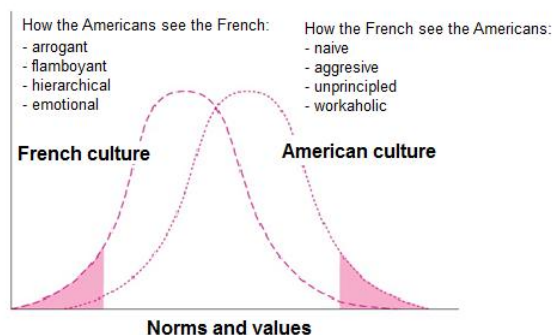 How the Americans see the French:
- arrogant
- flamboyant
- hierarchical
- emotional
How the French see the Americans:
- naive
- aggresive
- unprincipled
- workaholic
French culture
American culture
Norms and values